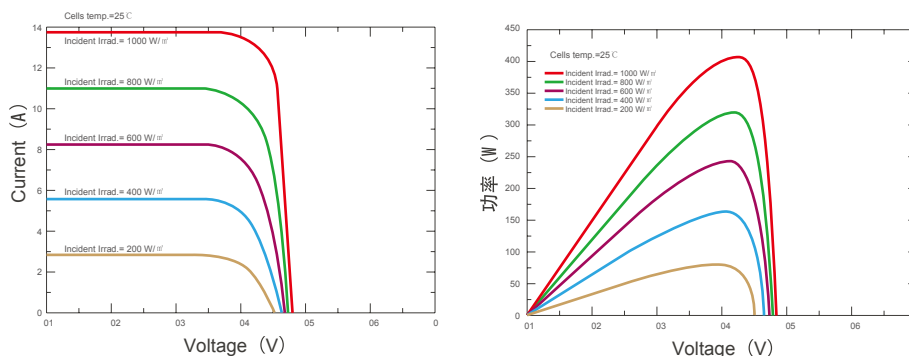 Cells temp.=25℃
14
12
10
8
6
4
2
0
Incident Irrad.= 1000 W/㎡
Incident Irrad.= 800 W/㎡
Incident Irrad.= 600 W/㎡
Incident Irrad.= 400 W/㎡
Incident Irrad.= 200 W/㎡
Current（A）
01 02 03 04 05 06 0
Voltage（V）
450
400
350
300
250
200
150
100
50
0
Cells temp.=25℃
Incident Irrad.= 1000 W/㎡
Incident Irrad.= 800 W/㎡
Incident Irrad.= 600 W/㎡
Incident Irrad.= 400 W/㎡
Incident Irrad.= 200 W/㎡
功率（W）
01 02 03 04 05 06
Voltage（V）